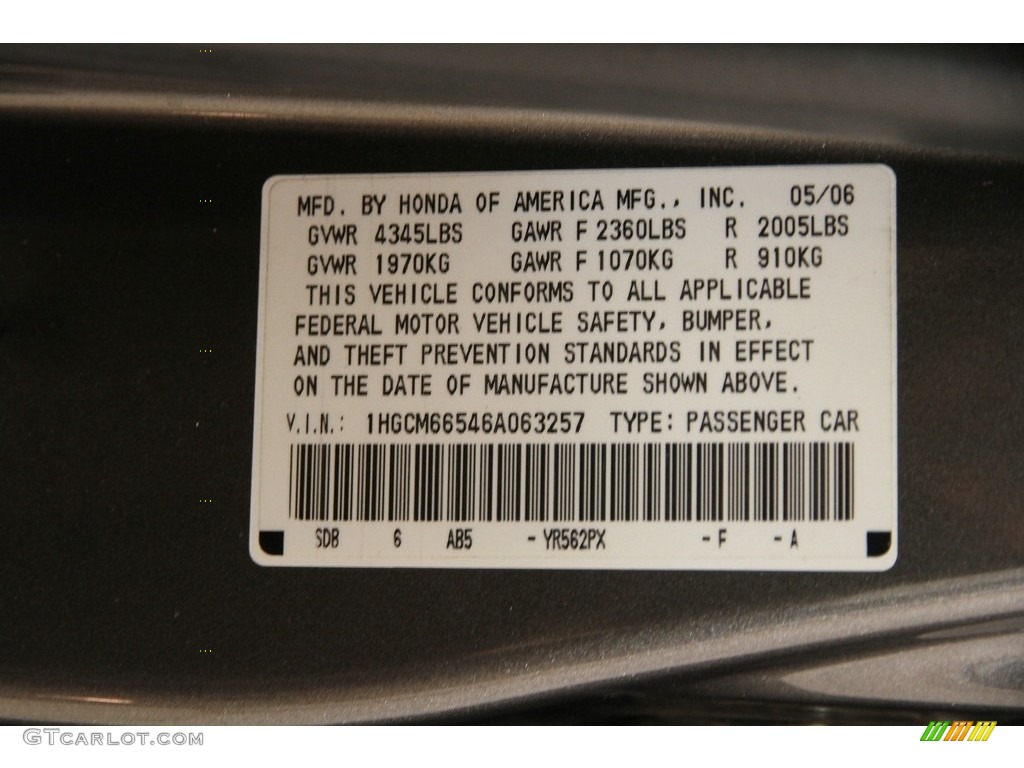 MFD. BY HONDA OF AMERICA MFG., INC. 05/06
GVWR 4345LBS GAWR F 2360LBS R 2005LBS
GVWR 1970KG GAWR F 1070KG R 910KG
THIS VEHICLE CONFORMS TO ALL APPLICABLE
FEDERAL MOTOR VEHICLE SAFETY, BUMPER,
AND THEFT PREVENTION STANDARDS IN EFFECT
ON THE DATE OF MANUFACTURE SHOWN ABOVE.
V.I.N.: 1HGCM66546A063257 TYPE: PASSENGER CAR
SDB 6 AB5 -YR562PX -F -A
GTCARLOT.COM